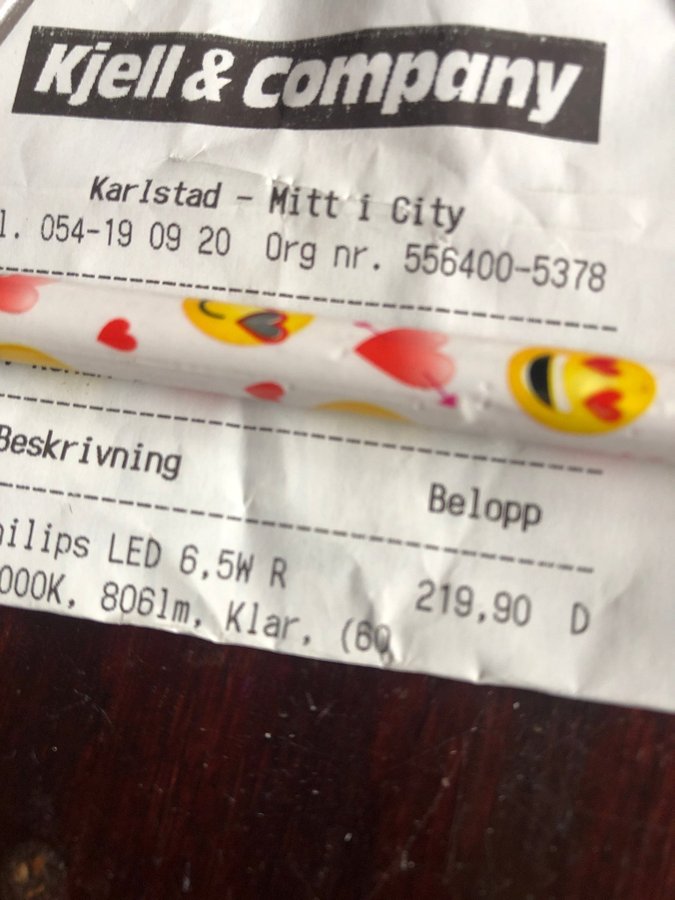 Kjell & company
Karlstad - Mitt i City
l. 054-19 09 20 Org nr. 556400-5378
Beskrivning Belopp
ilips LED 6,5W R 219,90 D
000K, 806lm, Klar, (60